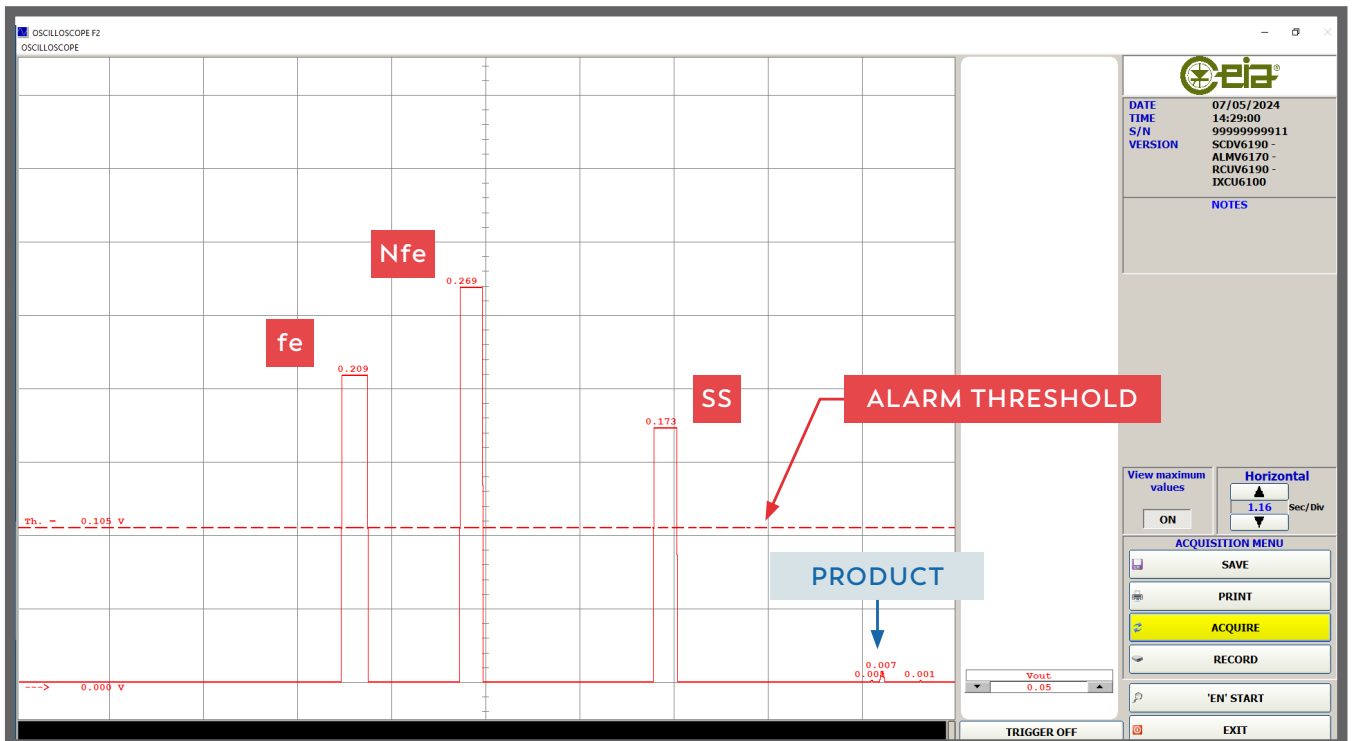 OSCILLOSCOPE F2
OSCILLOSCOPE
Nfe
0.269
fe
0.209
SS
0.173
ALARM THRESHOLD
Th. = 0.105 V
PRODUCT
0.007
0.001
0.001
---> 0.000 V
Vout
0.05
TRIGGER OFF
ceia®
DATE 07/05/2024
TIME 14:29:00
S/N 99999999911
VERSION SCDV6190 -
ALMV6170 -
RCUV6190 -
IXCU6100
NOTES
View maximum
values
ON
Horizontal
1.16 Sec/Div
ACQUISITION MENU
SAVE
PRINT
ACQUIRE
RECORD
'EN' START
EXIT